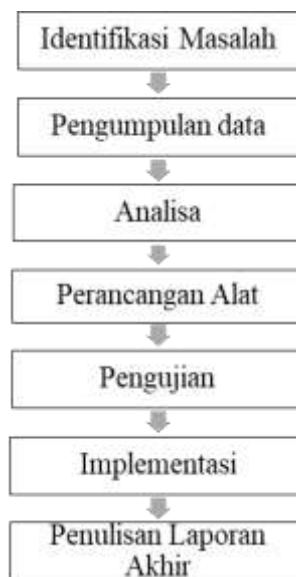 Identifikasi Masalah
Pengumpulan data
Analisa
Perancangan Alat
Pengujian
Implementasi
Penulisan Laporan
Akhir